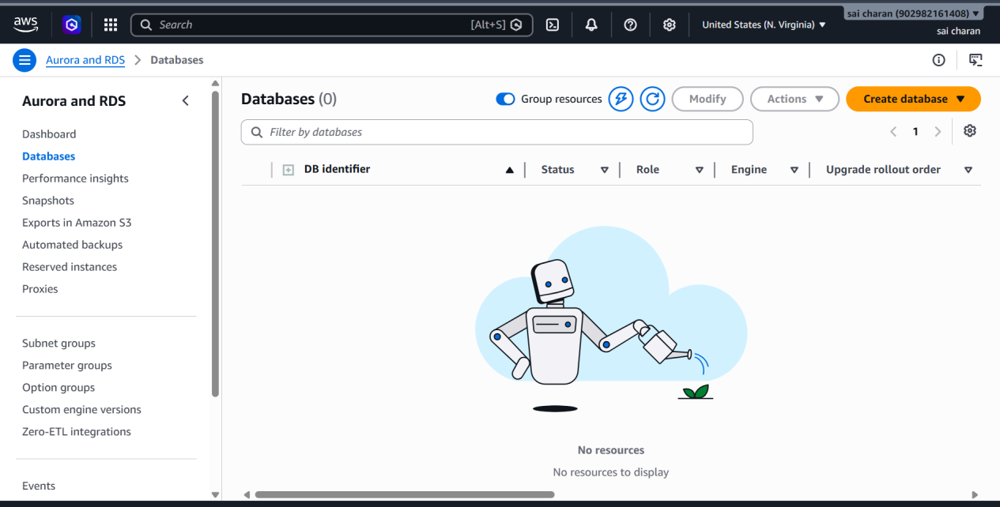 aws
Search [Alt+S]
United States (N. Virginia)
sai charan (902982161408)
sai charan
Aurora and RDS
Databases
Aurora and RDS
Dashboard
Databases
Performance insights
Snapshots
Exports in Amazon S3
Automated backups
Reserved instances
Proxies
Subnet groups
Parameter groups
Option groups
Custom engine versions
Zero-ETL integrations
Events
Databases (0)
Group resources
Modify
Actions
Create database
Filter by databases
1
DB identifier
Status
Role
Engine
Upgrade rollout order
No resources
No resources to display